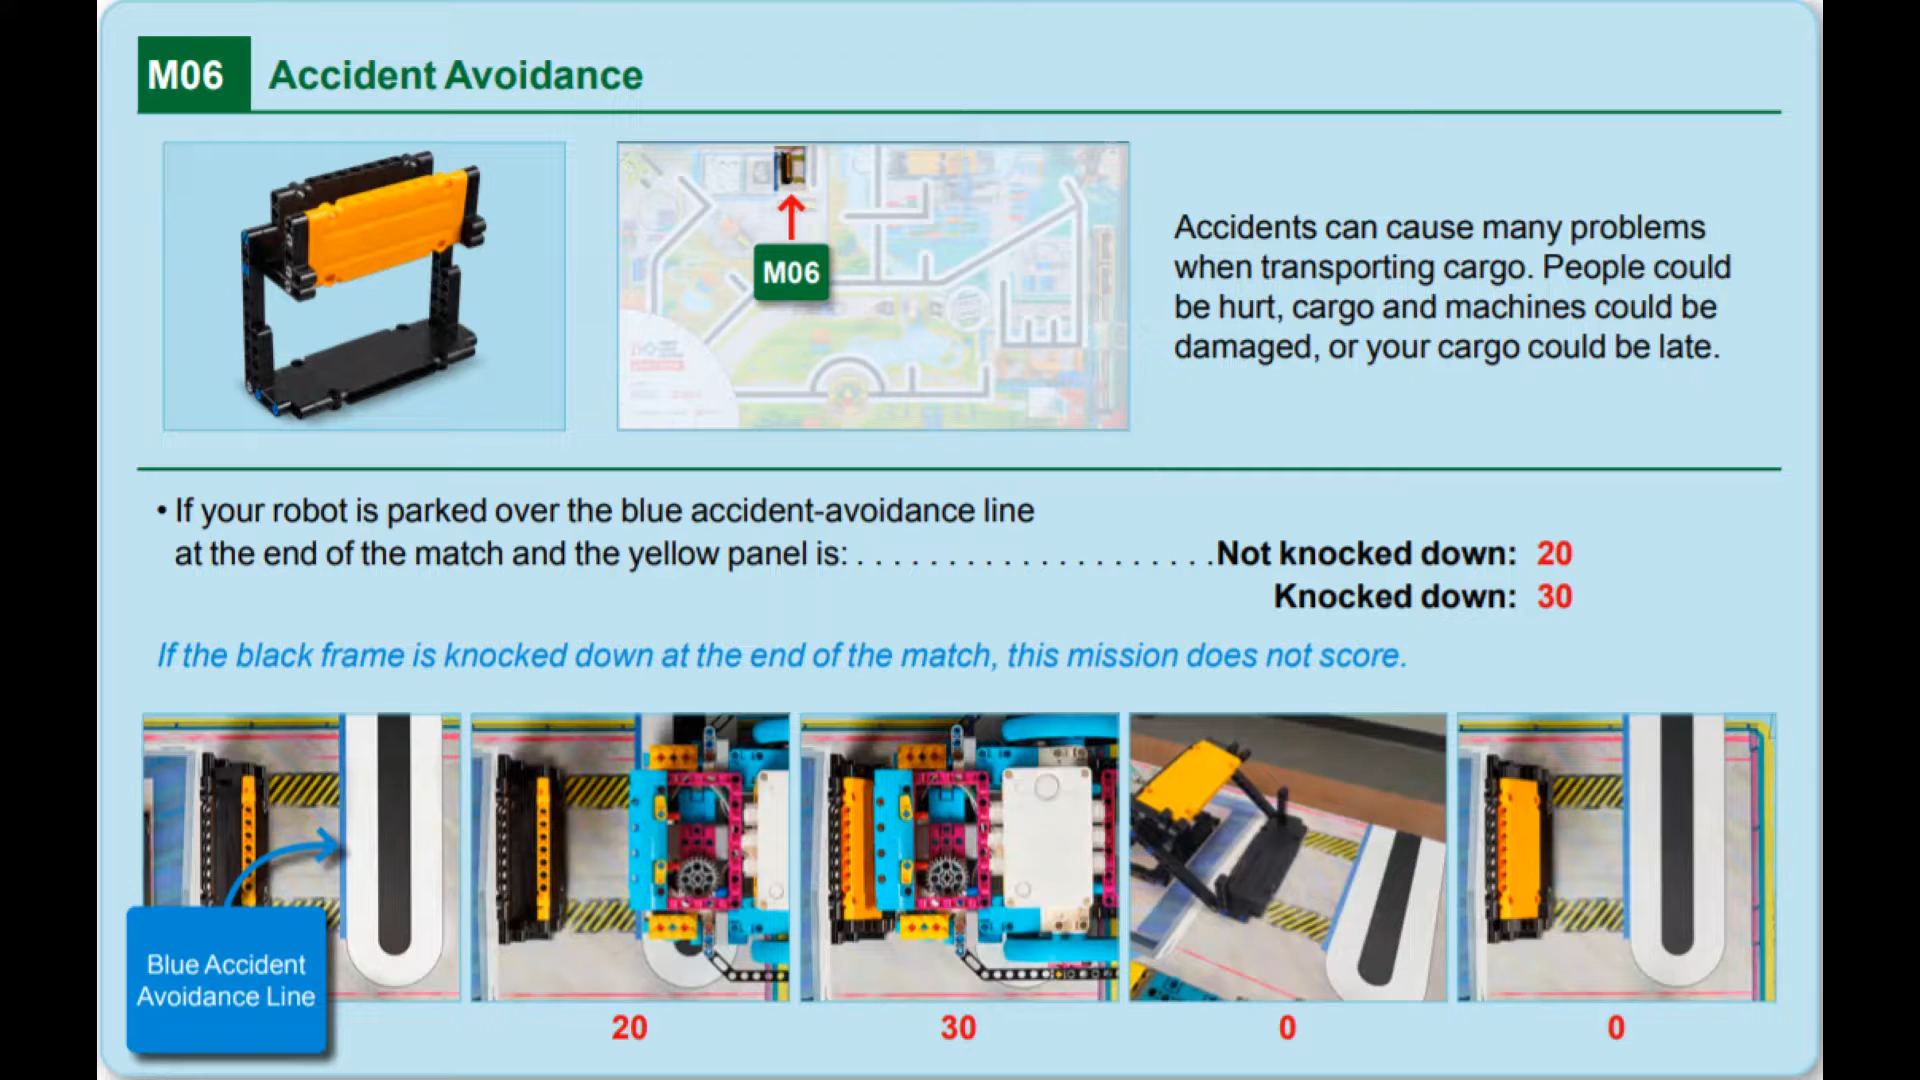 M06 Accident Avoidance
M06
Accidents can cause many problems
when transporting cargo. People could
be hurt, cargo and machines could be
damaged, or your cargo could be late.
• If your robot is parked over the blue accident-avoidance line
at the end of the match and the yellow panel is: . . . . . . . . . . . . . . . . . . . . Not knocked down: 20
Knocked down: 30
If the black frame is knocked down at the end of the match, this mission does not score.
Blue Accident
Avoidance Line
20 30 0 0